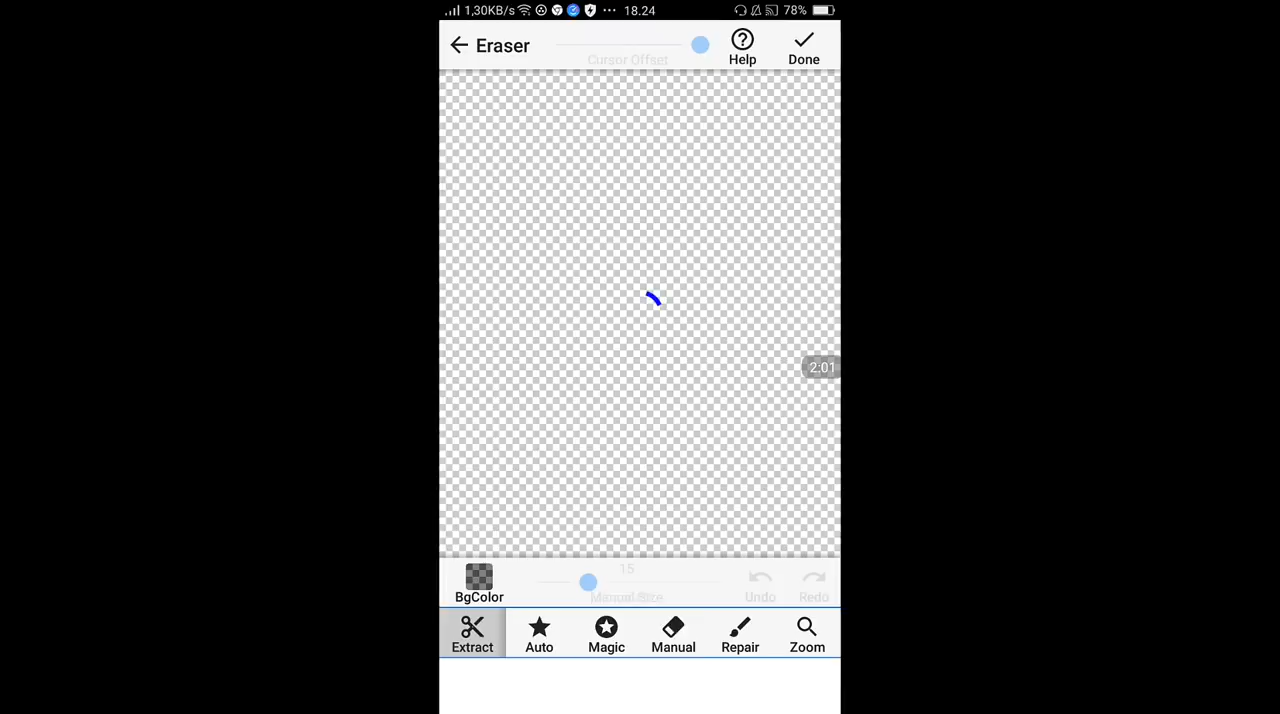 1,30KB/s ... 18.24 78%
Eraser
Cursor Offset
Help
Done
2:01
15
BgColor
Undo
Redo
Extract
Auto
Magic
Manual
Repair
Zoom